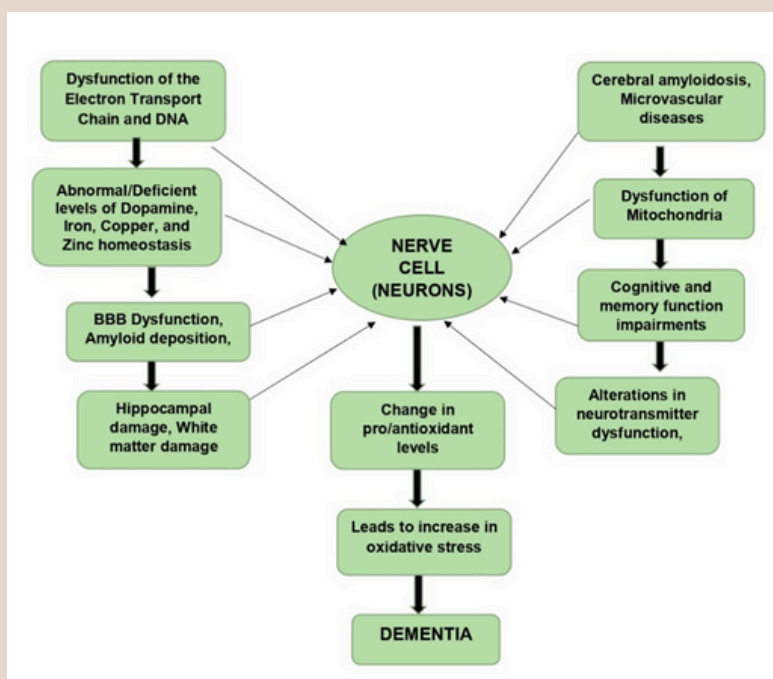 Dysfunction of the
Electron Transport
Chain and DNA
Abnormal/Deficient
levels of Dopamine,
Iron, Copper, and
Zinc homeostasis
BBB Dysfunction,
Amyloid deposition,
Hippocampal
damage, White
matter damage
NERVE
CELL
(NEURONS)
Change in
pro/antioxidant
levels
Leads to increase in
oxidative stress
DEMENTIA
Cerebral amyloidosis,
Microvascular
diseases
Dysfunction of
Mitochondria
Cognitive and
memory function
impairments
Alterations in
neurotransmitter
dysfunction,